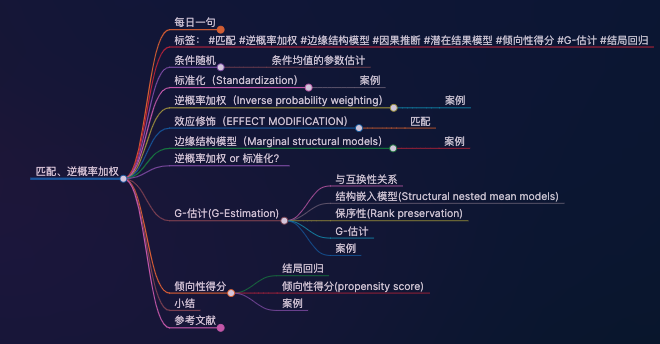 每日一句
标签： #匹配 #逆概率加权 #边缘结构模型 #因果推断 #潜在结果模型 #倾向性得分 #G-估计 #结局回归
条件随机
条件均值的参数估计
标准化（Standardization)
案例
逆概率加权（Inverse probability weighting)
案例
效应修饰（EFFECT MODIFICATION)
匹配
边缘结构模型（Marginal structural models)
案例
逆概率加权 or 标准化?
匹配、逆概率加权
G-估计(G-Estimation)
与互换性关系
结构嵌入模型(Structural nested mean models)
保序性(Rank preservation)
G-估计
案例
倾向性得分
结局回归
倾向性得分(propensity score)
案例
小结
参考文献